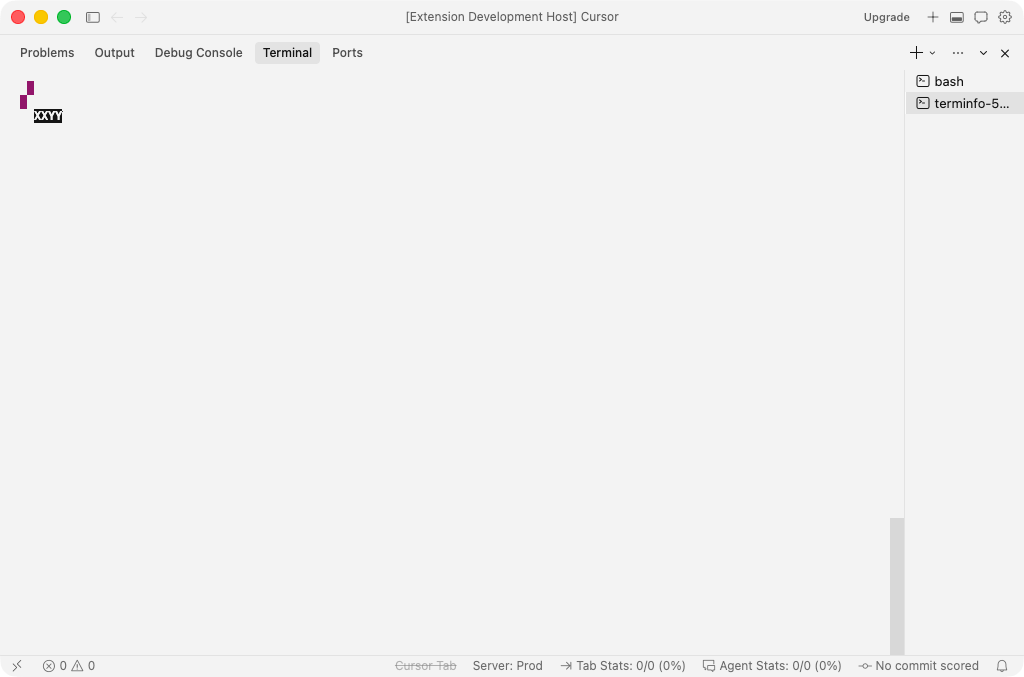 [Extension Development Host] Cursor
Upgrade
Problems Output Debug Console Terminal Ports
bash
terminfo-5...
XXYY
0 0 Cursor Tab Server: Prod Tab Stats: 0/0 (0%) Agent Stats: 0/0 (0%) No commit scored